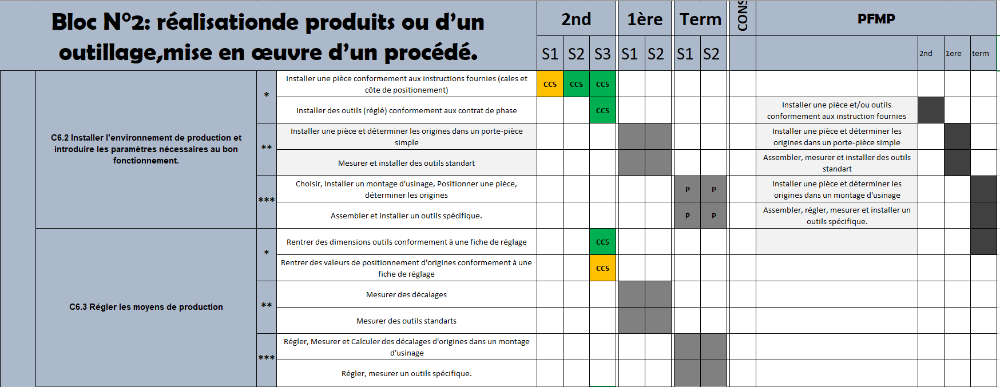 Bloc N°2: réalisationde produits ou d'un
outillage,mise en œuvre d'un procédé.
2nd
1ère
Term
CONS
PFMP
S1
S2
S3
S1
S2
S1
S2
2nd
1ere
term
C6.2 Installer l'environnement de production et
introduire les paramètres nécessaires au bon
fonctionnement.
*
Installer une pièce conformement aux instructions fournies (cales et
côte de positionement)
CC5
CC5
CC5
Installer des outils (réglé) conformement aux contrat de phase
CC5
Installer une pièce et/ou outils
conformement aux instruction fournies
**
Installer une pièce et déterminer les origines dans un porte-pièce
simple
Installer une pièce et déterminer les
origines dans un porte-pièce simple
Mesurer et installer des outils standart
Assembler, mesurer et installer des outils
standart
***
Choisir, Installer un montage d'usinage, Positionner une pièce,
déterminer les origines
P
P
Installer une pièce et déterminer les
origines dans un montage d'usinage
Assembler et installer un outils spécifique.
P
P
Assembler, régler, mesurer et installer un
outils spécifique.
C6.3 Régler les moyens de production
*
Rentrer des dimensions outils conformement à une fiche de réglage
CC5
Rentrer des valeurs de positionnement d'origines conformement à une
fiche de réglage
CC5
**
Mesurer des décalages
Mesurer des outils standarts
***
Régler, Mesurer et Calculer des décalages d'origines dans un montage
d'usinage
Régler, mesurer un outils spécifique.